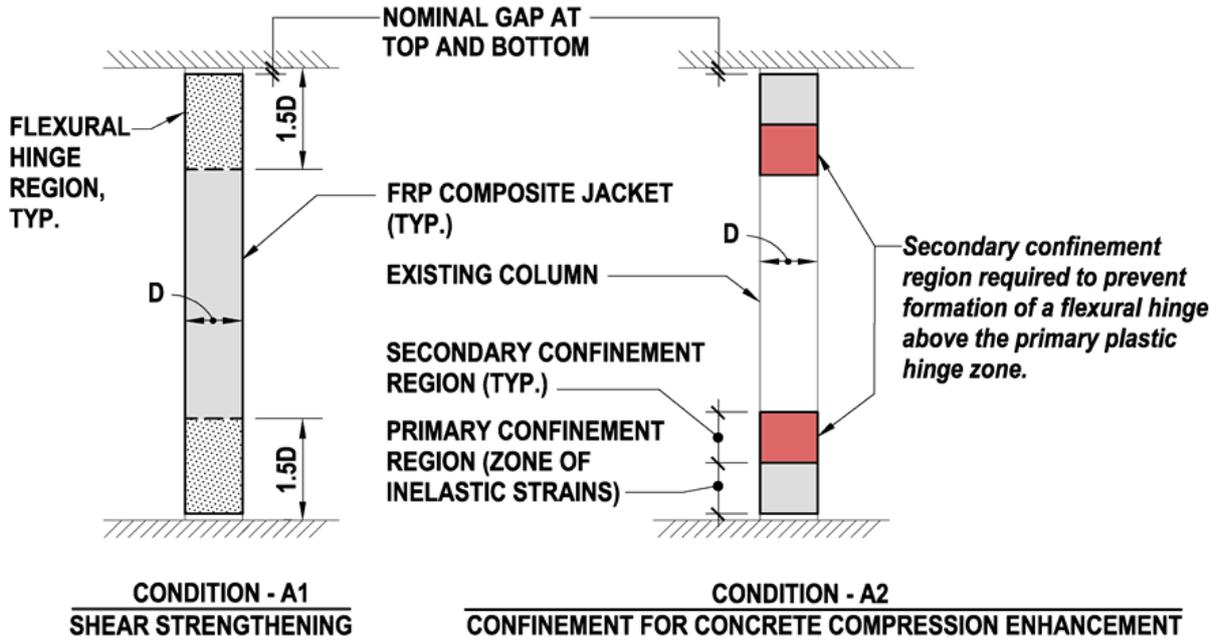 NOMINAL GAP AT
TOP AND BOTTOM
FLEXURAL
HINGE
REGION,
TYP.
1.5D
FRP COMPOSITE JACKET
(TYP.)
D
EXISTING COLUMN
D
Secondary confinement
region required to prevent
formation of a flexural hinge
above the primary plastic
hinge zone.
SECONDARY CONFINEMENT
REGION (TYP.)
PRIMARY CONFINEMENT
REGION (ZONE OF
INELASTIC STRAINS)
1.5D
CONDITION - A1
SHEAR STRENGTHENING
CONDITION - A2
CONFINEMENT FOR CONCRETE COMPRESSION ENHANCEMENT